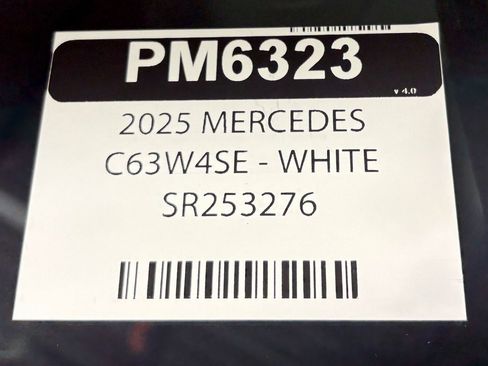 PM6323
v 4.0
2025 MERCEDES
C63W4SE - WHITE
SR253276